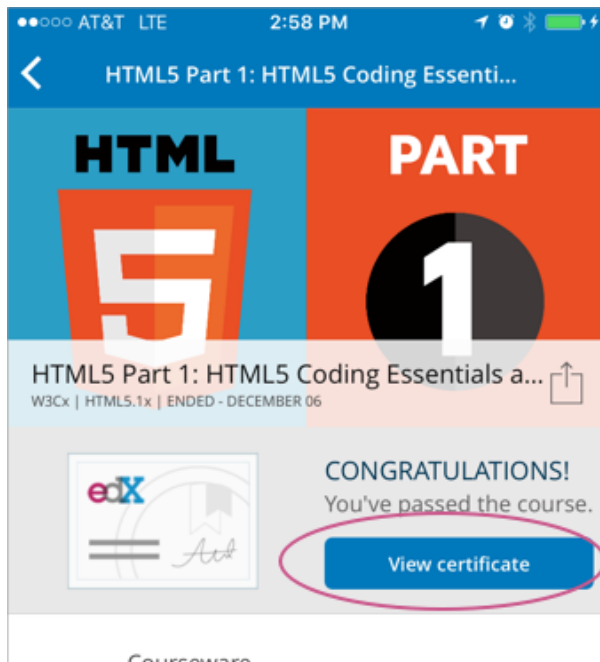 AT&T LTE 2:58 PM
HTML5 Part 1: HTML5 Coding Essenti...
HTML PART
5 1
HTML5 Part 1: HTML5 Coding Essentials a...
W3Cx | HTML5.1x | ENDED - DECEMBER 06
edX
CONGRATULATIONS!
You've passed the course.
View certificate
Courseware